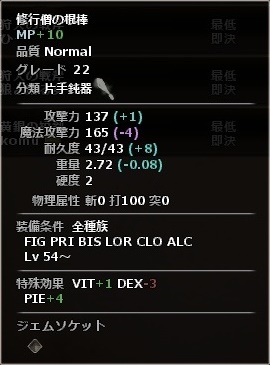 修行僧の棍棒
MP+10
品質 Normal
グレード 22
分類 片手鈍器
攻撃力 137 (+1)
魔法攻撃力 165 (-4)
耐久度 43/43 (+8)
重量 2.72 (-0.08)
硬度 2
物理属性 斬0 打100 突0
装備条件 全種族
FIG PRI BIS LOR CLO ALC
Lv 54～
特殊効果 VIT+1 DEX-3
PIE+4
ジェムソケット
最低
即決
最低
即決
最低
即決